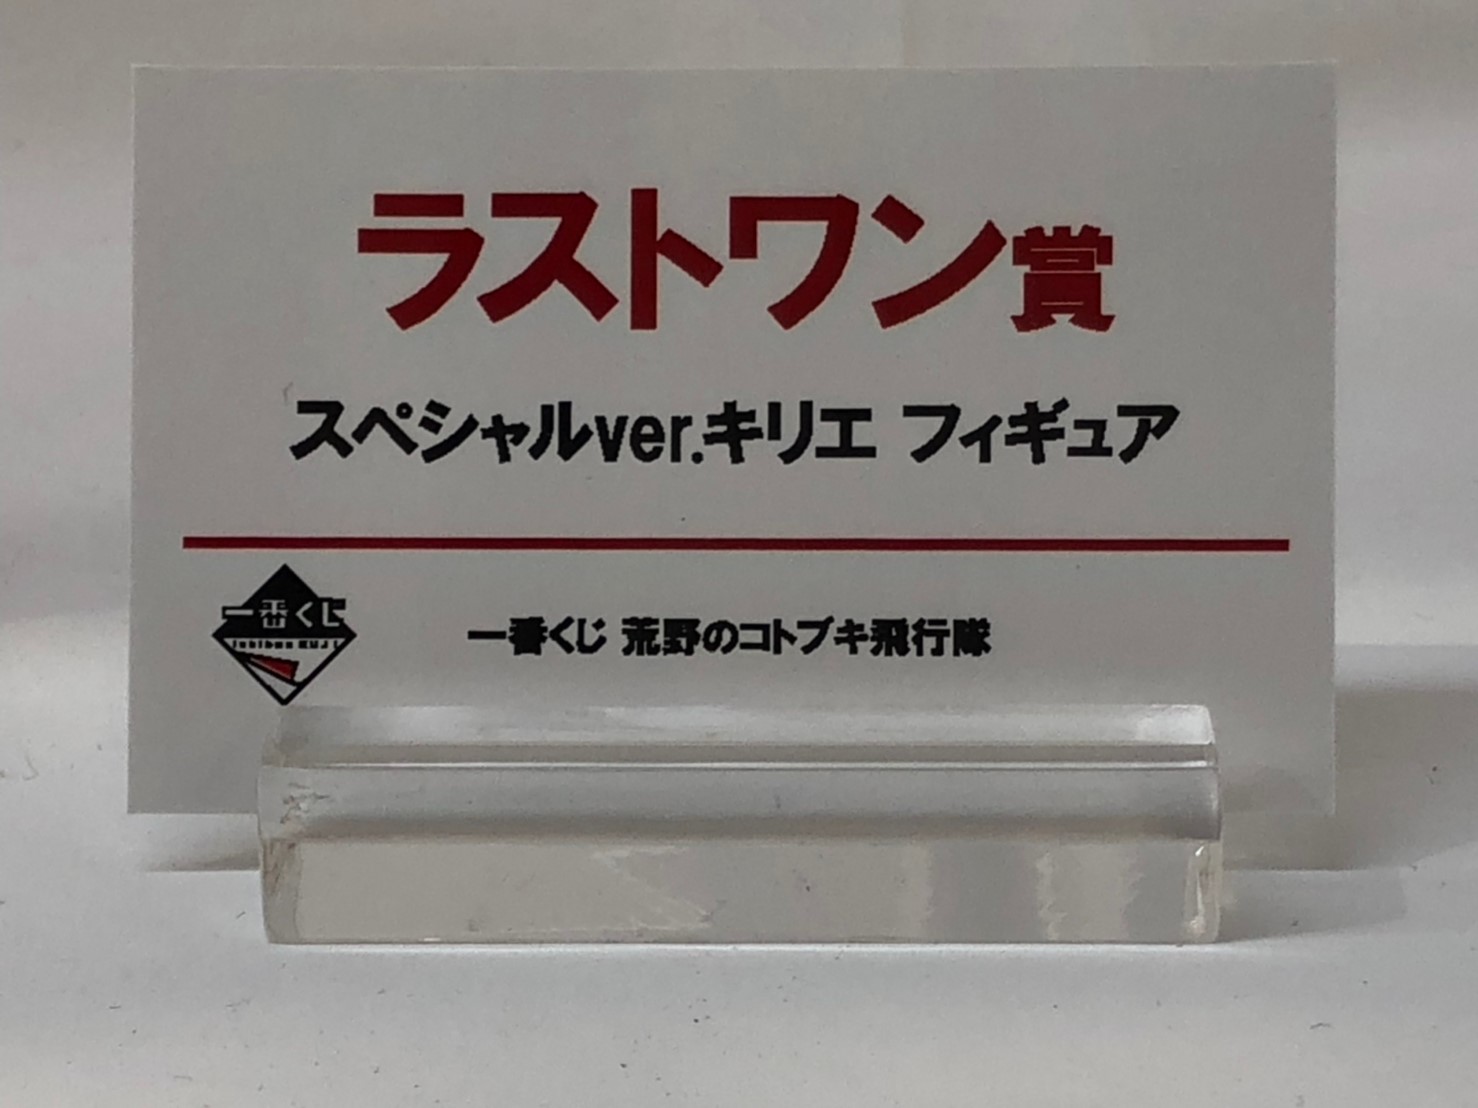 ラストワン賞
スペシャルver.キリエ フィギュア
一番くじ
Ichiban KUJI
一番くじ 荒野のコトブキ飛行隊